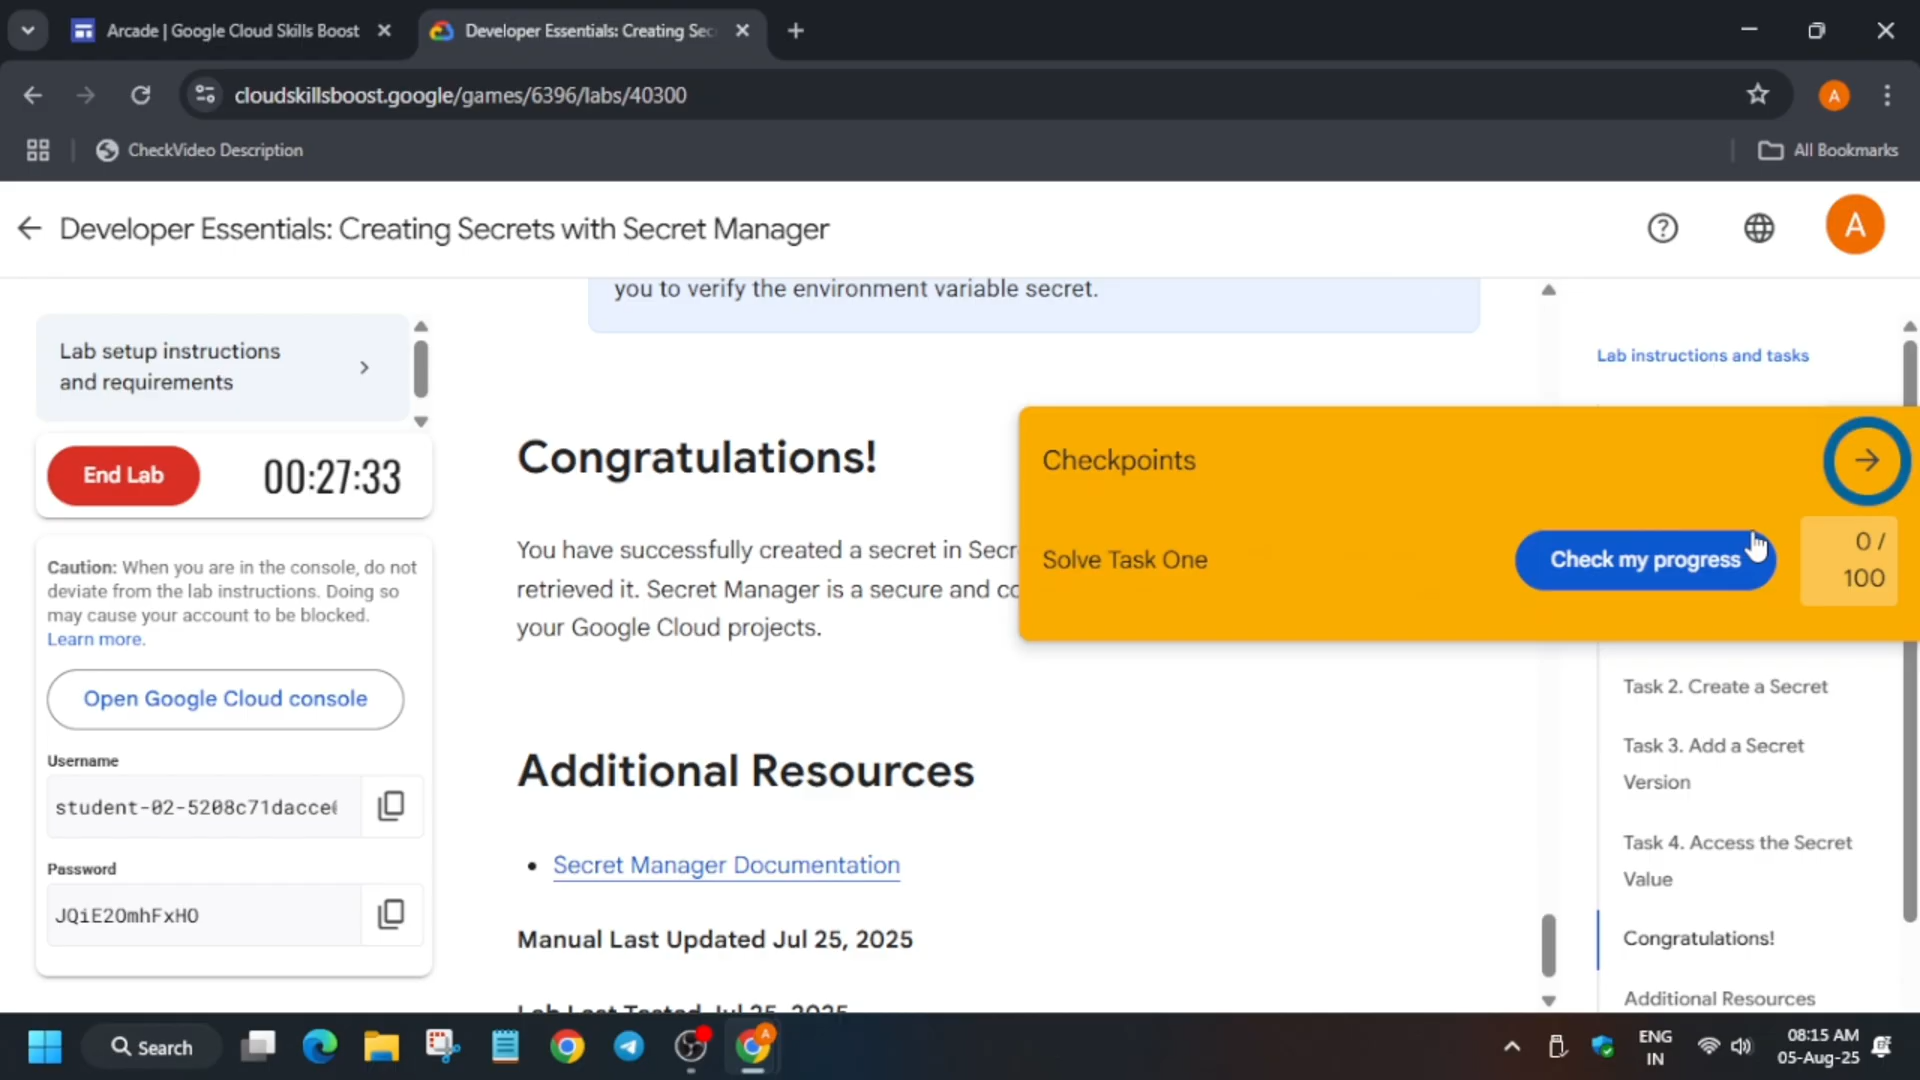 Arcade | Google Cloud Skills Boost
Developer Essentials: Creating Sec
cloudskillsboost.google/games/6396/labs/40300
A
CheckVideo Description
All Bookmarks
Developer Essentials: Creating Secrets with Secret Manager
A
Lab setup instructions
and requirements
End Lab
00:27:33
Caution: When you are in the console, do not
deviate from the lab instructions. Doing so
may cause your account to be blocked.
Learn more.
Open Google Cloud console
Username
student-02-5208c71dacce
Password
JQiE2OmhFxHO
you to verify the environment variable secret.
Congratulations!
You have successfully created a secret in Secr
retrieved it. Secret Manager is a secure and co
your Google Cloud projects.
Additional Resources
• Secret Manager Documentation
Manual Last Updated Jul 25, 2025
Lab Last Tested Jul 25, 2025
Checkpoints
Solve Task One
Check my progress
0 /
100
Lab instructions and tasks
Task 2. Create a Secret
Task 3. Add a Secret
Version
Task 4. Access the Secret
Value
Congratulations!
Additional Resources
Search
ENG
IN
08:15 AM
05-Aug-25